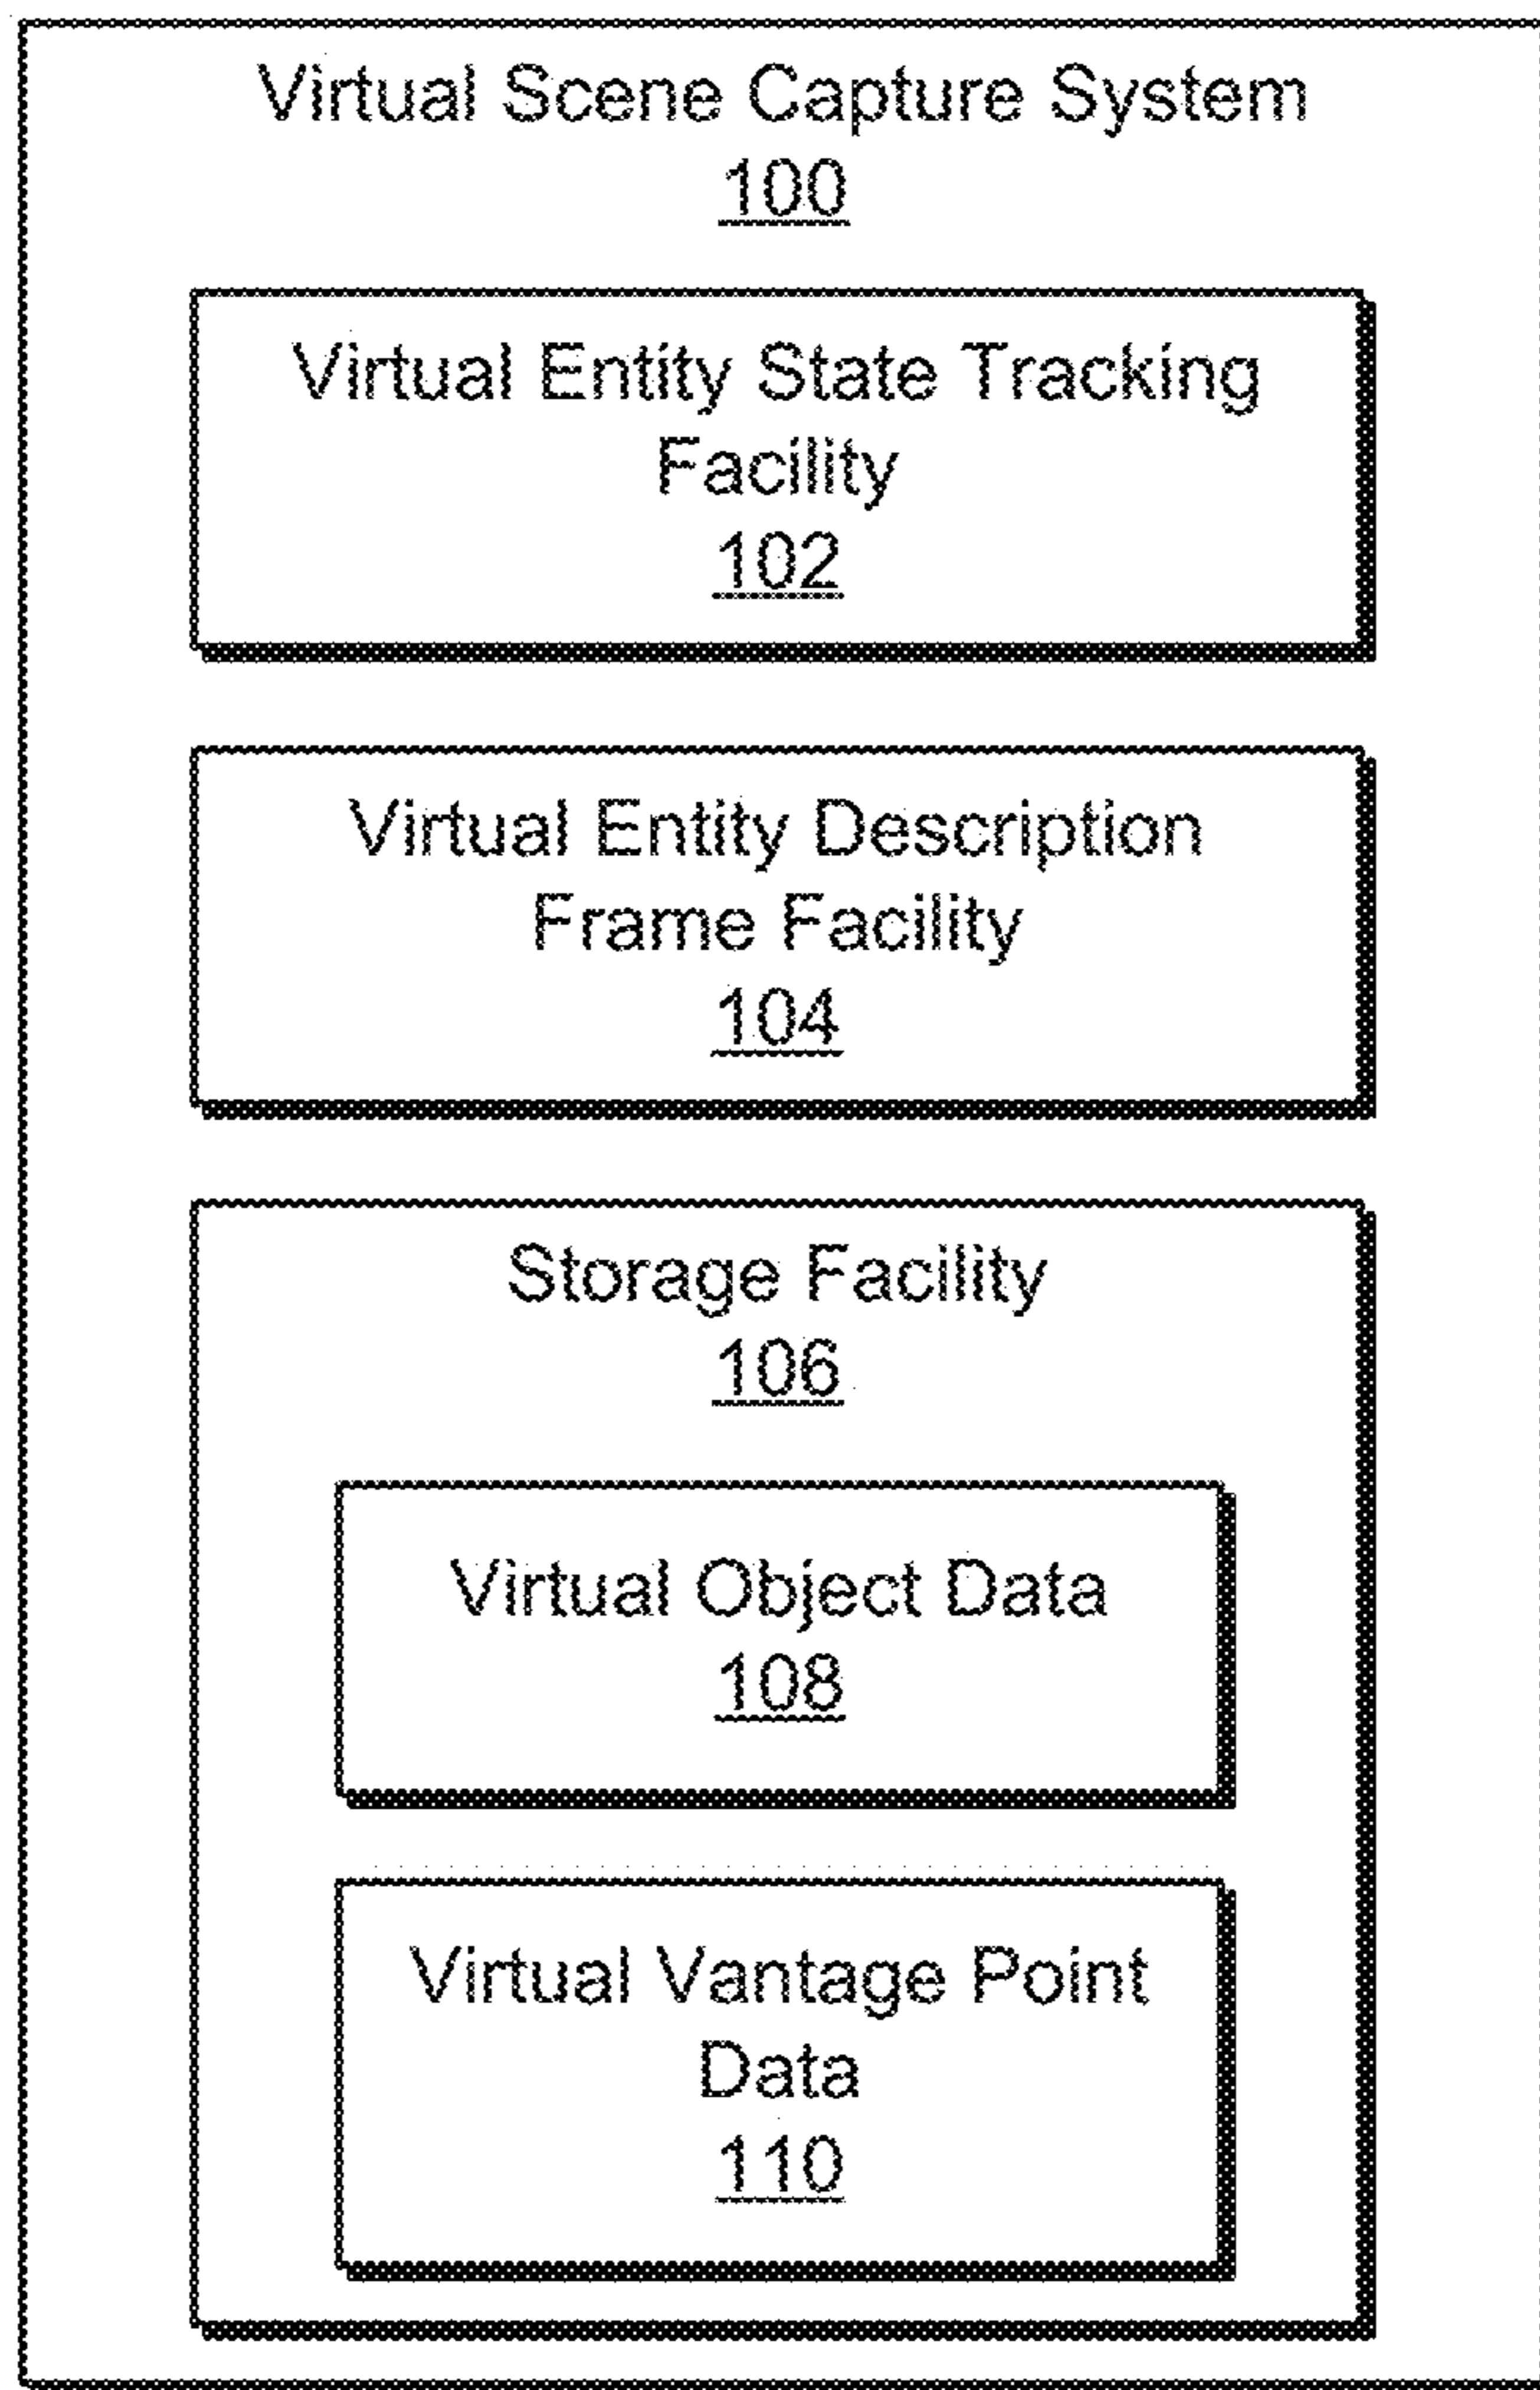 Virtual Scene Capture System
100
Virtual Entity State Tracking
Facility
102
Virtual Entity Description
Frame Facility
104
Storage Facility
106
Virtual Object Data
108
Virtual Vantage Point
Data
110